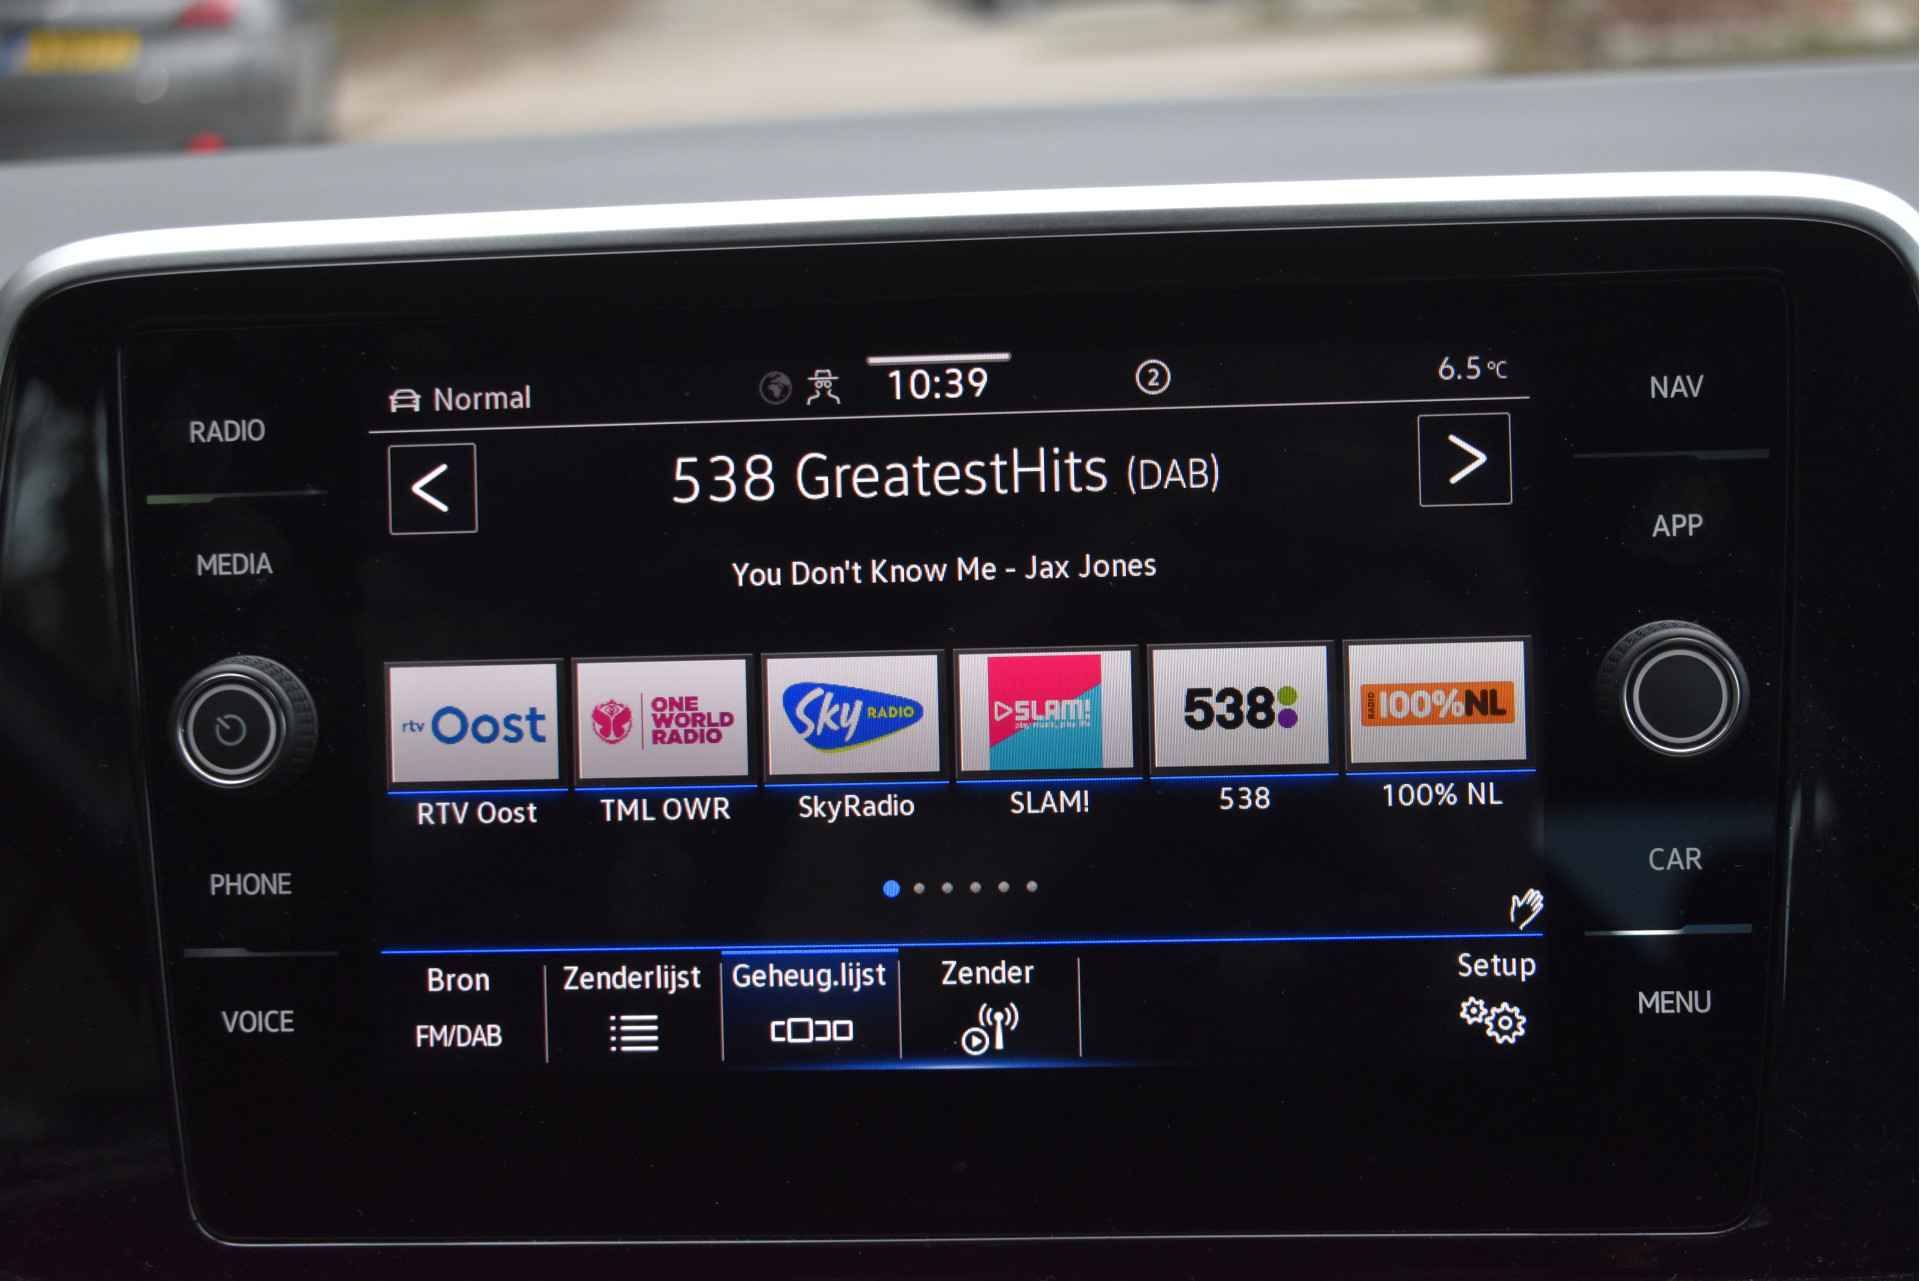 Normal
10:39
2
6.5 °C
RADIO
NAV
< 538 GreatestHits (DAB) >
MEDIA
APP
You Don't Know Me - Jax Jones
rtv Oost
ONE WORLD RADIO
Sky RADIO
SLAM!
538
RADIO 100%NL
RTV Oost
TML OWR
SkyRadio
SLAM!
538
100% NL
PHONE
CAR
Bron
FM/DAB
Zenderlijst
Geheug.lijst
Zender
Setup
VOICE
MENU